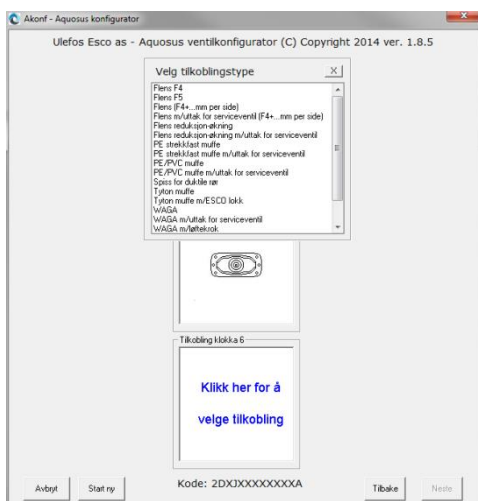 Akonf - Aquosus konfigurator
Ulefos Esco as - Aquosus ventilkonfigurator (C) Copyright 2014 ver. 1.8.5
Velg tilkoblingstype
X
Flens F4
Flens F5
Flens (F4+...mm per side)
Flens m/uttak for serviceventil (F4+...mm per side)
Flens reduksjon-økning
Flens reduksjon-økning m/uttak for serviceventil
PE strekkfast muffe
PE strekkfast muffe m/uttak for serviceventil
PE/PVC muffe
PE/PVC muffe m/uttak for serviceventil
Spiss for duktile rør
Tyton muffe
Tyton muffe m/ESCO lokk
WAGA
WAGA m/uttak for serviceventil
WAGA m/løftekrok
Tilkobling klokka 6
Klikk her for å
velge tilkobling
Avbryt
Start ny
Kode: 2DXJXXXXXXXXA
Tilbake
Neste